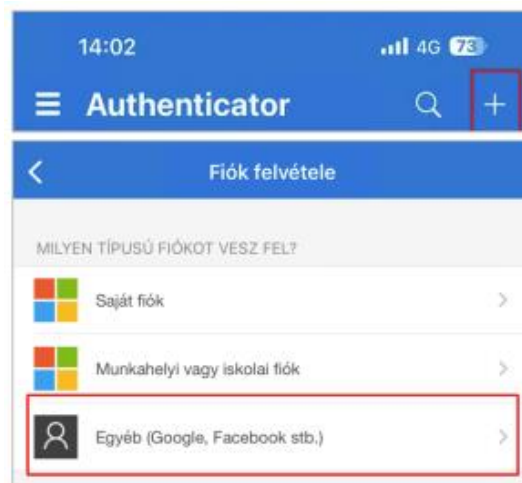 14:02 4G 73
Authenticator
Fiók felvétele
MILYEN TÍPUSÚ FIÓKOT VESZ FEL?
Saját fiók
Munkahelyi vagy iskolai fiók
Egyéb (Google, Facebook stb.)